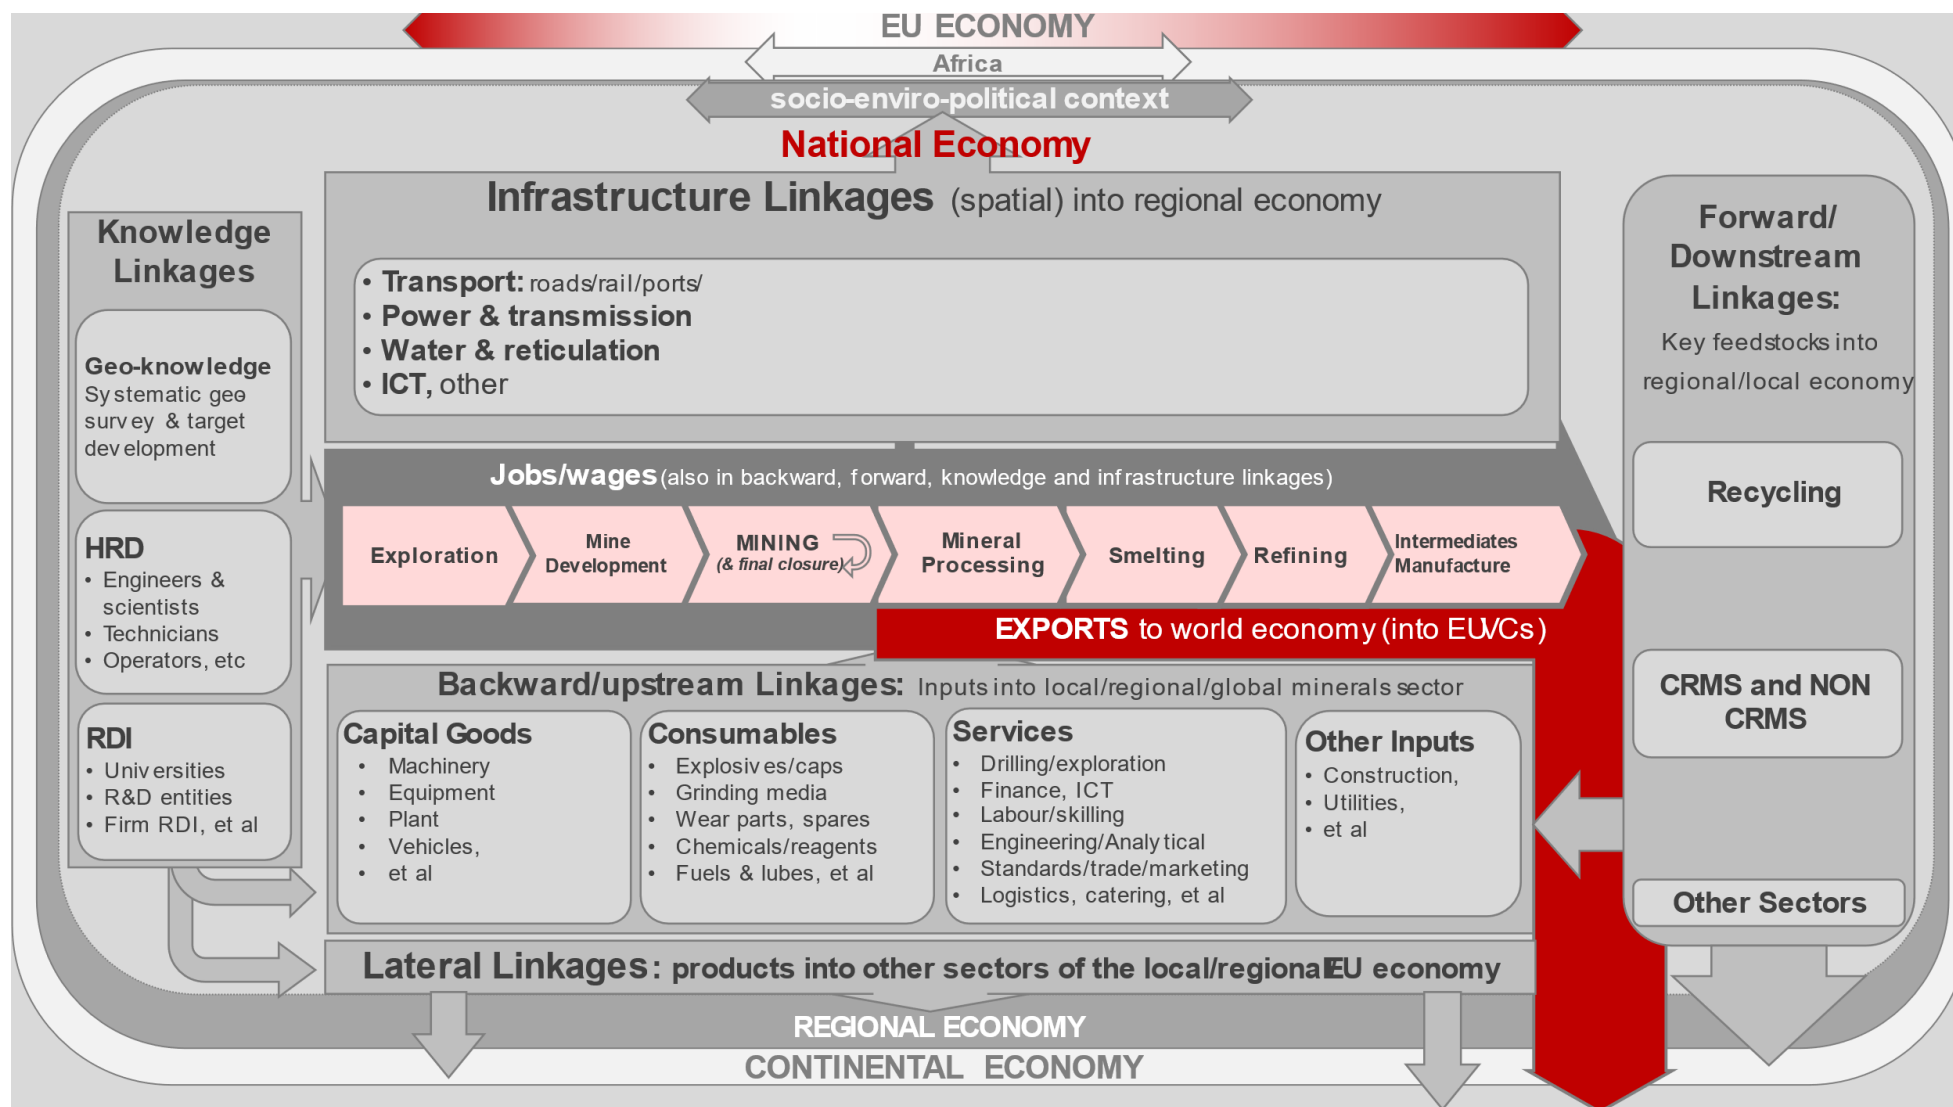 EU ECONOMY
Africa
socio-enviro-political context
National Economy
Infrastructure Linkages (spatial) into regional economy
• Transport: roads/rail/ports/
• Power & transmission
• Water & reticulation
• ICT, other
Knowledge
Linkages
Geo-knowledge
Systematic geo
survey & target
development
HRD
• Engineers &
scientists
• Technicians
• Operators, etc
RDI
• Universities
• R&D entities
• Firm RDI, et al
Jobs/wages (also in backward, forward, knowledge and infrastructure linkages)
Exploration
Mine
Development
MINING
(& final closure)
Mineral
Processing
Smelting
Refining
Intermediates
Manufacture
EXPORTS to world economy (into EUVCs)
Backward/upstream Linkages: Inputs into local/regional/global minerals sector
Capital Goods
• Machinery
• Equipment
• Plant
• Vehicles,
• et al
Consumables
• Explosives/caps
• Grinding media
• Wear parts, spares
• Chemicals/reagents
• Fuels & lubes, et al
Services
• Drilling/exploration
• Finance, ICT
• Labour/skilling
• Engineering/Analytical
• Standards/trade/marketing
• Logistics, catering, et al
Other Inputs
• Construction,
• Utilities,
• et al
Lateral Linkages: products into other sectors of the local/regional/EU economy
Forward/
Downstream
Linkages:
Key feedstocks into
regional/local economy
Recycling
CRMS and NON
CRMS
Other Sectors
REGIONAL ECONOMY
CONTINENTAL ECONOMY